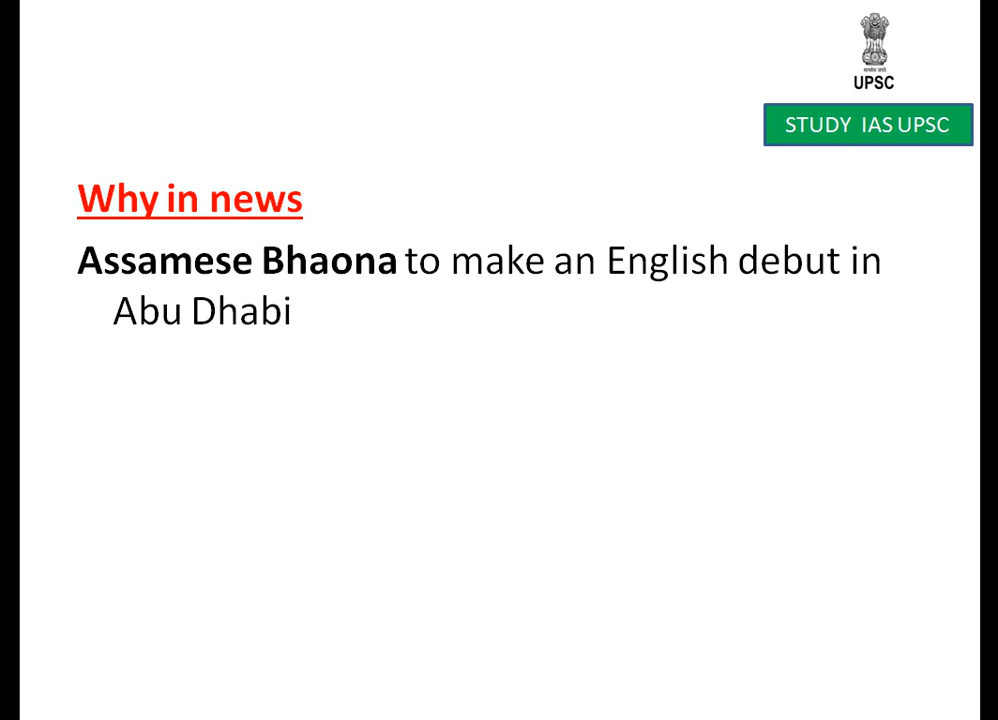 UPSC
STUDY IAS UPSC
Why in news
Assamese Bhaona to make an English debut in
Abu Dhabi